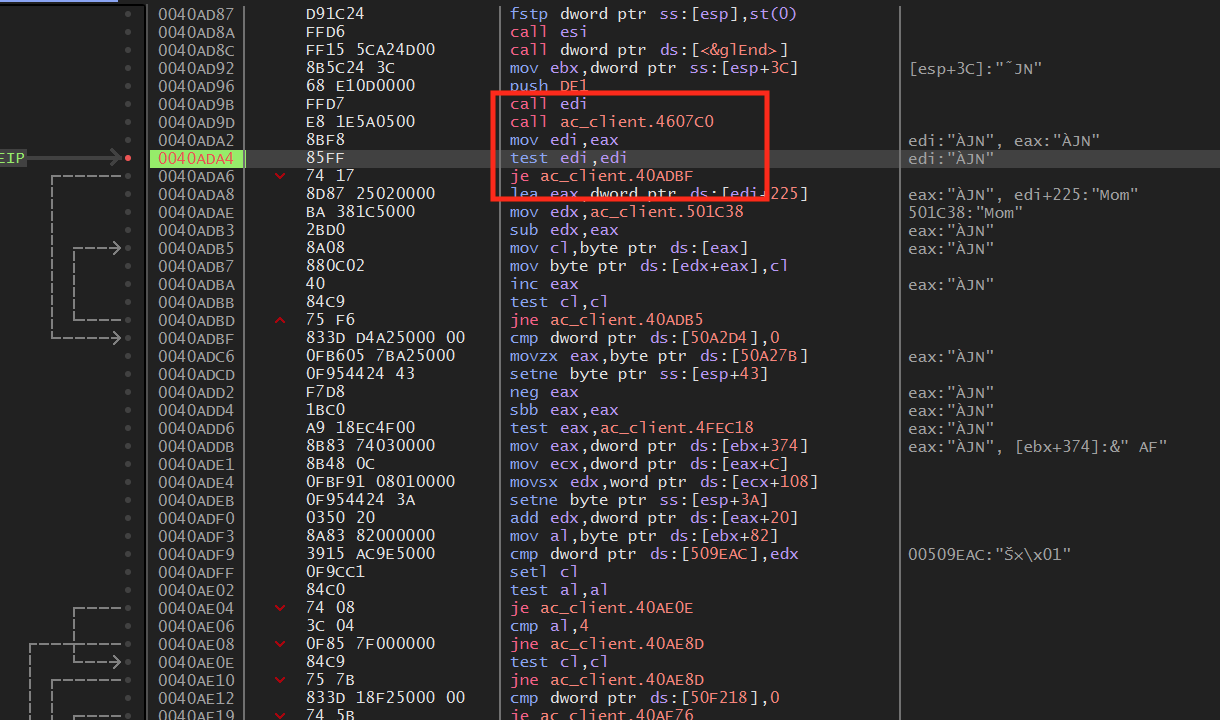 0040AD87 D91C24 fstp dword ptr ss:[esp],st(0)
0040AD8A FFD6 call esi
0040AD8C FF15 5CA24D00 call dword ptr ds:[<&glEnd>]
0040AD92 8B5C24 3C mov ebx,dword ptr ss:[esp+3C] [esp+3C]:"˜JN"
0040AD96 68 E10D0000 push DE1
0040AD9B FFD7 call edi
0040AD9D E8 1E5A0500 call ac_client.4607C0
0040ADA2 8BF8 mov edi,eax edi:"ÀJN", eax:"ÀJN"
EIP 0040ADA4 85FF test edi,edi edi:"ÀJN"
0040ADA6 74 17 je ac_client.40ADBF
0040ADA8 8D87 25020000 lea eax,dword ptr ds:[edi+225] eax:"ÀJN", edi+225:"Mom"
0040ADAE BA 381C5000 mov edx,ac_client.501C38 501C38:"Mom"
0040ADB3 2BD0 sub edx,eax eax:"ÀJN"
0040ADB5 8A08 mov cl,byte ptr ds:[eax] eax:"ÀJN"
0040ADB7 880C02 mov byte ptr ds:[edx+eax],cl
0040ADBA 40 inc eax eax:"ÀJN"
0040ADBB 84C9 test cl,cl
0040ADBD 75 F6 jne ac_client.40ADB5
0040ADBF 833D D4A25000 00 cmp dword ptr ds:[50A2D4],0
0040ADC6 0FB605 7BA25000 movzx eax,byte ptr ds:[50A27B] eax:"ÀJN"
0040ADCD 0F954424 43 setne byte ptr ss:[esp+43]
0040ADD2 F7D8 neg eax eax:"ÀJN"
0040ADD4 1BC0 sbb eax,eax eax:"ÀJN"
0040ADD6 A9 18EC4F00 test eax,ac_client.4FEC18 eax:"ÀJN"
0040ADDB 8B83 74030000 mov eax,dword ptr ds:[ebx+374] eax:"ÀJN", [ebx+374]:&" AF"
0040ADE1 8B48 0C mov ecx,dword ptr ds:[eax+C]
0040ADE4 0FBF91 08010000 movsx edx,word ptr ds:[ecx+108]
0040ADEB 0F954424 3A setne byte ptr ss:[esp+3A]
0040ADF0 0350 20 add edx,dword ptr ds:[eax+20]
0040ADF3 8A83 82000000 mov al,byte ptr ds:[ebx+82]
0040ADF9 3915 AC9E5000 cmp dword ptr ds:[509EAC],edx 00509EAC:"Šx\x01"
0040ADFF 0F9CC1 setl cl
0040AE02 84C0 test al,al
0040AE04 74 08 je ac_client.40AE0E
0040AE06 3C 04 cmp al,4
0040AE08 0F85 7F000000 jne ac_client.40AE8D
0040AE0E 84C9 test cl,cl
0040AE10 75 7B jne ac_client.40AE8D
0040AE12 833D 18F25000 00 cmp dword ptr ds:[50F218],0
0040AE19 74 5B je ac_client.40AE76